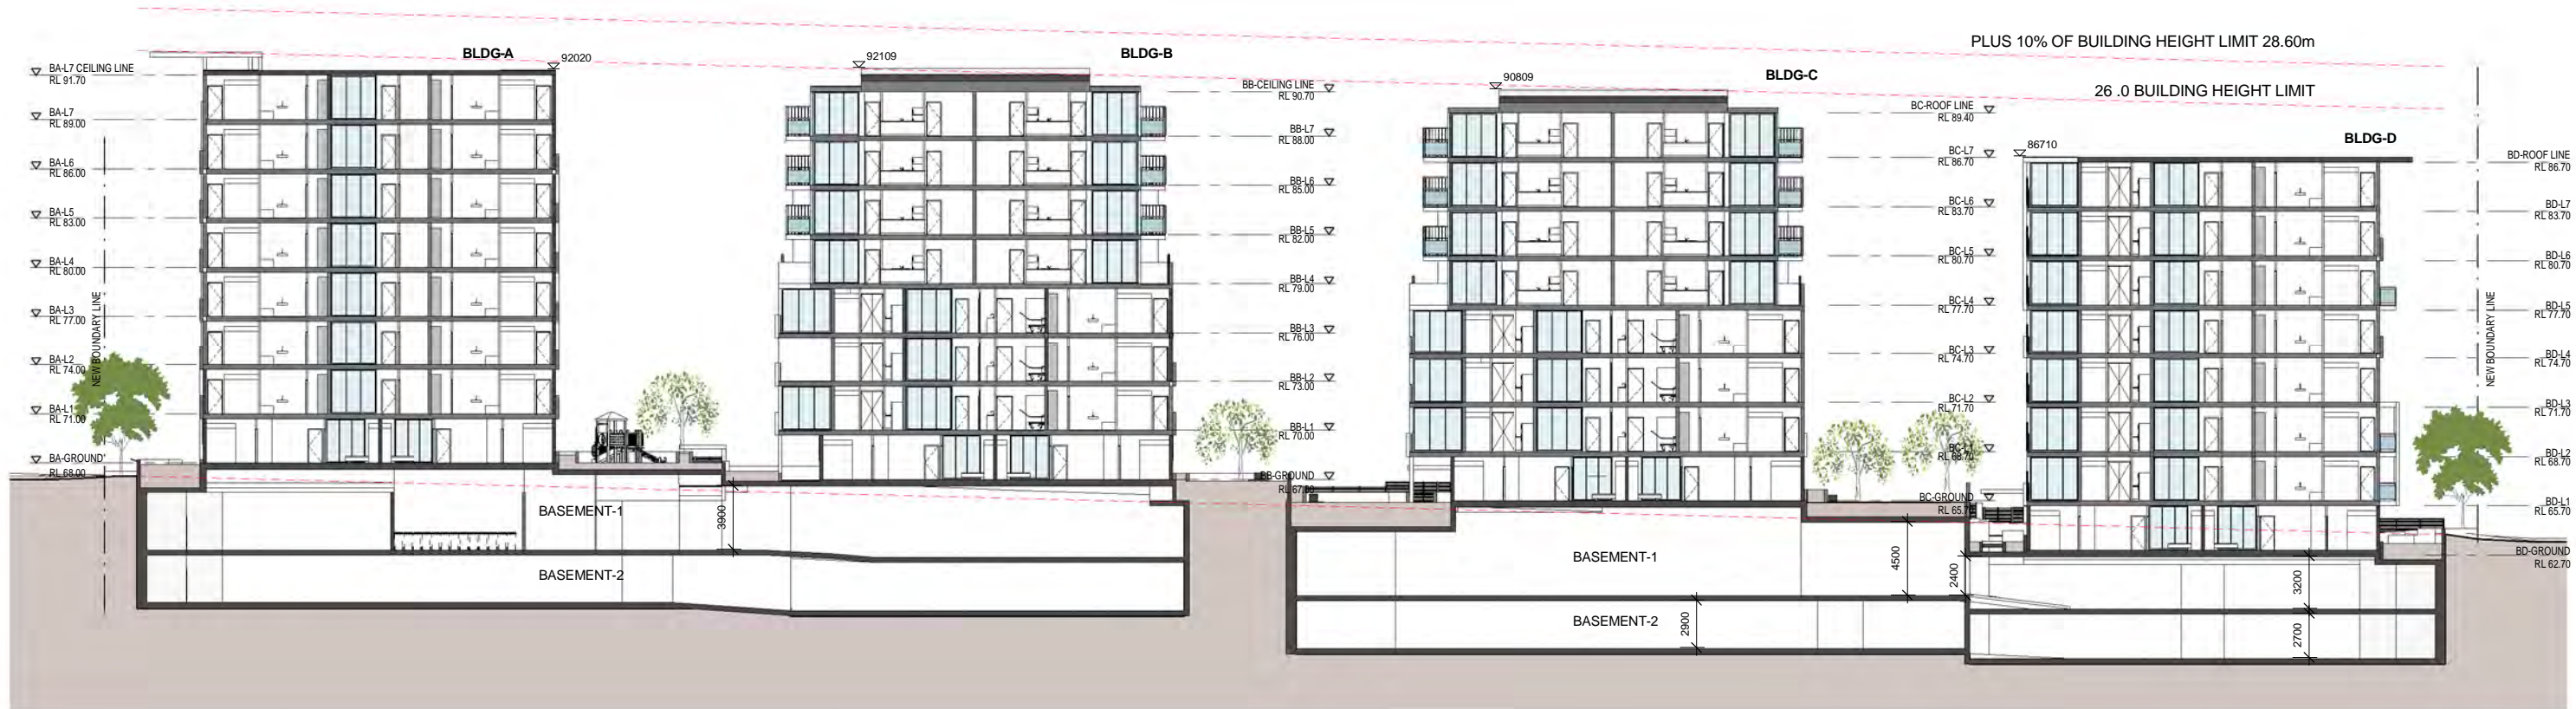 PLUS 10% OF BUILDING HEIGHT LIMIT 28.60m
26 .0 BUILDING HEIGHT LIMIT
BLDG-A
92020
BA-L7 CEILING LINE
RL 91.70
BA-L7
RL 89.00
BA-L6
RL 86.00
BA-L5
RL 83.00
BA-L4
RL 80.00
BA-L3
RL 77.00
BA-L2
RL 74.00
BA-L1
RL 71.00
BA-GROUND
RL 68.00
NEW BOUNDARY LINE
BLDG-B
92109
BB-CEILING LINE
RL 90.70
BB-L7
RL 88.00
BB-L6
RL 85.00
BB-L5
RL 82.00
BB-L4
RL 79.00
BB-L3
RL 76.00
BB-L2
RL 73.00
BB-L1
RL 70.00
BB-GROUND
RL 67.00
BASEMENT-1
3900
BASEMENT-2
BLDG-C
90809
BC-ROOF LINE
RL 89.40
BC-L7
RL 86.70
BC-L6
RL 83.70
BC-L5
RL 80.70
BC-L4
RL 77.70
BC-L3
RL 74.70
BC-L2
RL 71.70
BC-L1
RL 68.70
BC-GROUND
RL 65.70
BASEMENT-1
4500
2400
BASEMENT-2
2900
BLDG-D
86710
BD-ROOF LINE
RL 86.70
BD-L7
RL 83.70
BD-L6
RL 80.70
BD-L5
RL 77.70
BD-L4
RL 74.70
BD-L3
RL 71.70
BD-L2
RL 68.70
BD-L1
RL 65.70
BD-GROUND
RL 62.70
NEW BOUNDARY LINE
3200
2700